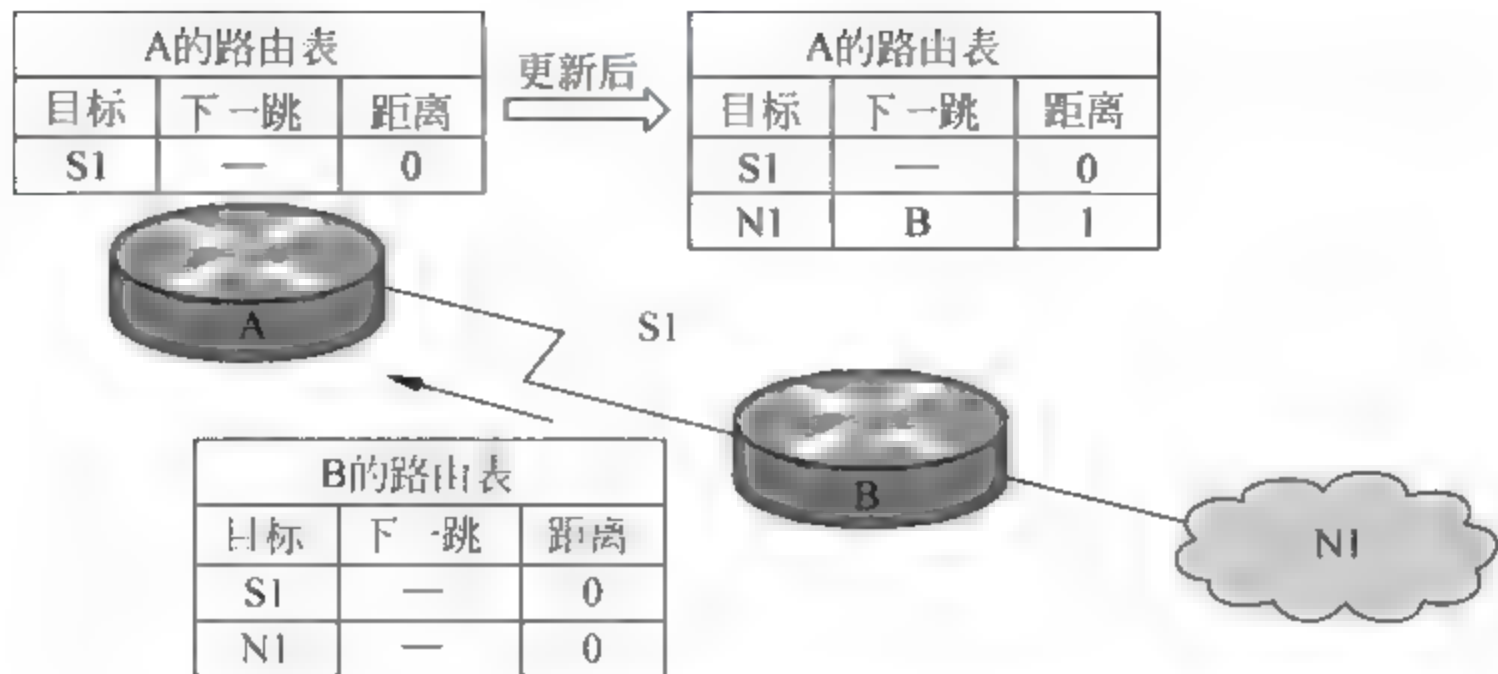 A的路由表
目标 下一跳 距离
S1 — 0
更新后
A的路由表
目标 下一跳 距离
S1 — 0
N1 B 1
A
S1
B
N1
B的路由表
目标 下一跳 距离
S1 — 0
N1 — 0